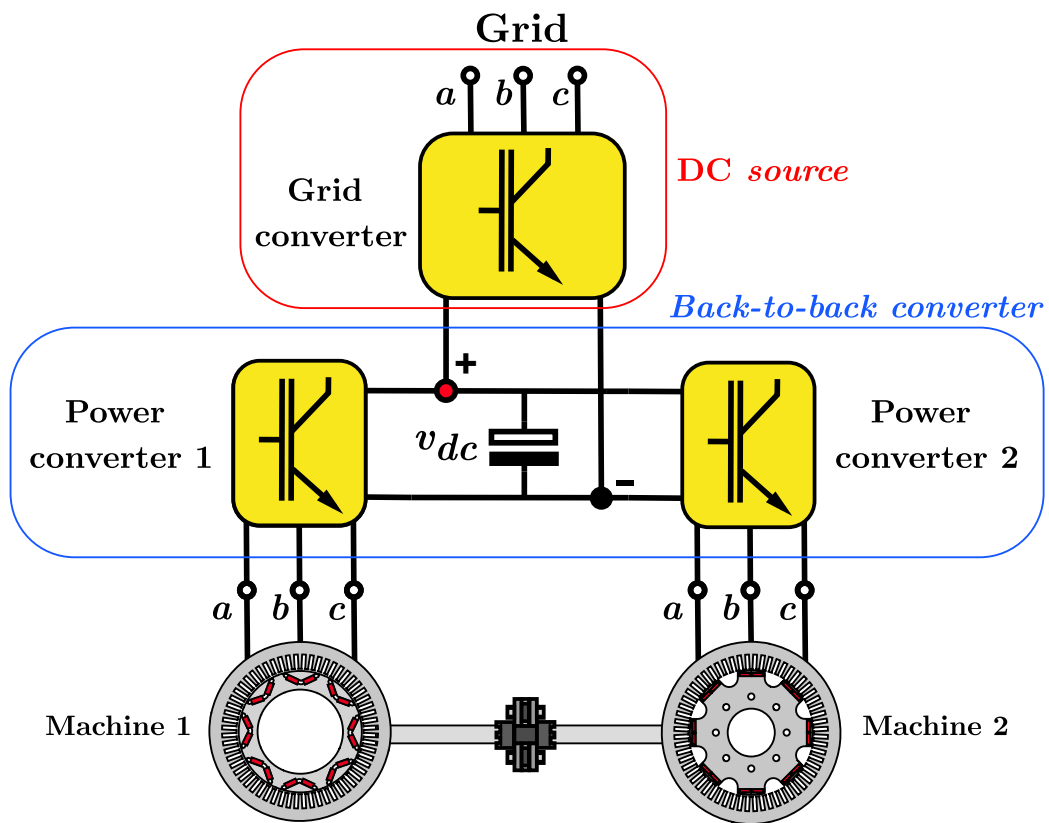 Grid
a b c
DC source
Grid
converter
Back-to-back converter
+
Power
converter 1
v_dc
Power
converter 2
-
a b c
a b c
Machine 1
Machine 2